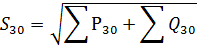 S₃₀ = √(∑P₃₀ + ∑Q₃₀)